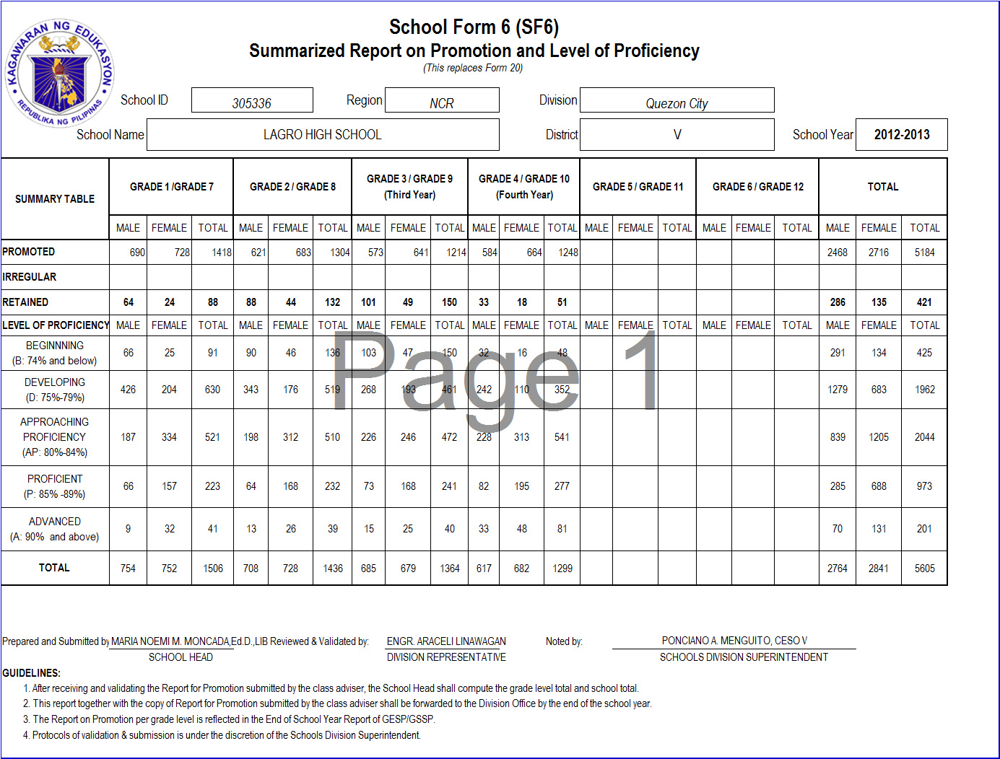 School Form 6 (SF6)
Summarized Report on Promotion and Level of Proficiency
(This replaces Form 20)
KAGAWARAN NG EDUKASYON
REPUBLIKA NG PILIPINAS
School ID 305336 Region NCR Division Quezon City
School Name LAGRO HIGH SCHOOL District V School Year 2012-2013
SUMMARY TABLE GRADE 1 /GRADE 7 GRADE 2 / GRADE 8 GRADE 3 / GRADE 9 (Third Year) GRADE 4 / GRADE 10 (Fourth Year) GRADE 5 / GRADE 11 GRADE 6 / GRADE 12 TOTAL
MALE FEMALE TOTAL MALE FEMALE TOTAL MALE FEMALE TOTAL MALE FEMALE TOTAL MALE FEMALE TOTAL MALE FEMALE TOTAL MALE FEMALE TOTAL
PROMOTED 690 728 1418 621 683 1304 573 641 1214 584 664 1248 2468 2716 5184
IRREGULAR
RETAINED 64 24 88 88 44 132 101 49 150 33 18 51 286 135 421
LEVEL OF PROFICIENCY MALE FEMALE TOTAL MALE FEMALE TOTAL MALE FEMALE TOTAL MALE FEMALE TOTAL MALE FEMALE TOTAL MALE FEMALE TOTAL MALE FEMALE TOTAL
BEGINNNING (B: 74% and below) 66 25 91 90 46 136 103 47 150 32 16 48 291 134 425
Page 1
DEVELOPING (D: 75%-79%) 426 204 630 343 176 519 268 193 461 242 110 352 1279 683 1962
APPROACHING PROFICIENCY (AP: 80%-84%) 187 334 521 198 312 510 226 246 472 228 313 541 839 1205 2044
PROFICIENT (P: 85% -89%) 66 157 223 64 168 232 73 168 241 82 195 277 285 688 973
ADVANCED (A: 90% and above) 9 32 41 13 26 39 15 25 40 33 48 81 70 131 201
TOTAL 754 752 1506 708 728 1436 685 679 1364 617 682 1299 2764 2841 5605
Prepared and Submitted by MARIA NOEMI M. MONCADA,Ed.D.,LIB Reviewed & Validated by: ENGR. ARACELI LINAWAGAN Noted by: PONCIANO A. MENGUITO, CESO V
SCHOOL HEAD DIVISION REPRESENTATIVE SCHOOLS DIVISION SUPERINTENDENT
GUIDELINES:
1. After receiving and validating the Report for Promotion submitted by the class adviser, the School Head shall compute the grade level total and school total.
2. This report together with the copy of Report for Promotion submitted by the class adviser shall be forwarded to the Division Office by the end of the school year.
3. The Report on Promotion per grade level is reflected in the End of School Year Report of GESP/GSSP.
4. Protocols of validation & submission is under the discretion of the Schools Division Superintendent.